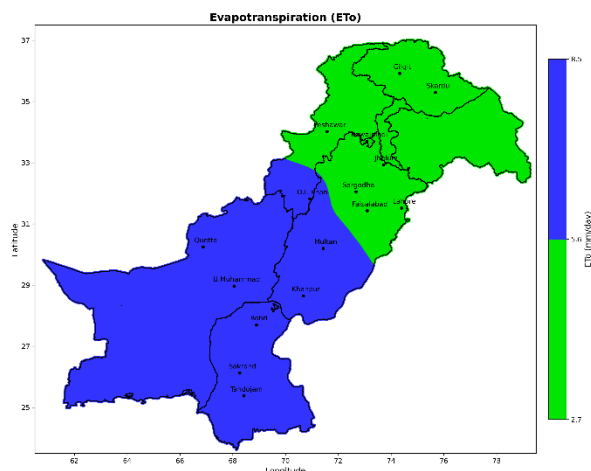 Evapotranspiration (ETo)
37
35
33
31
29
27
25
Latitude
Gilgit
Skardu
Peshawar
Jhelum
Sargodha
Faisalabad
Lahore
D.I. Khan
Multan
Quetta
D.Muhammad
Khanpur
Rohri
Sakrand
Tandojam
62
64
66
68
70
72
74
76
78
Longitude
8.5
5.6
2.7
ETo (mm/day)